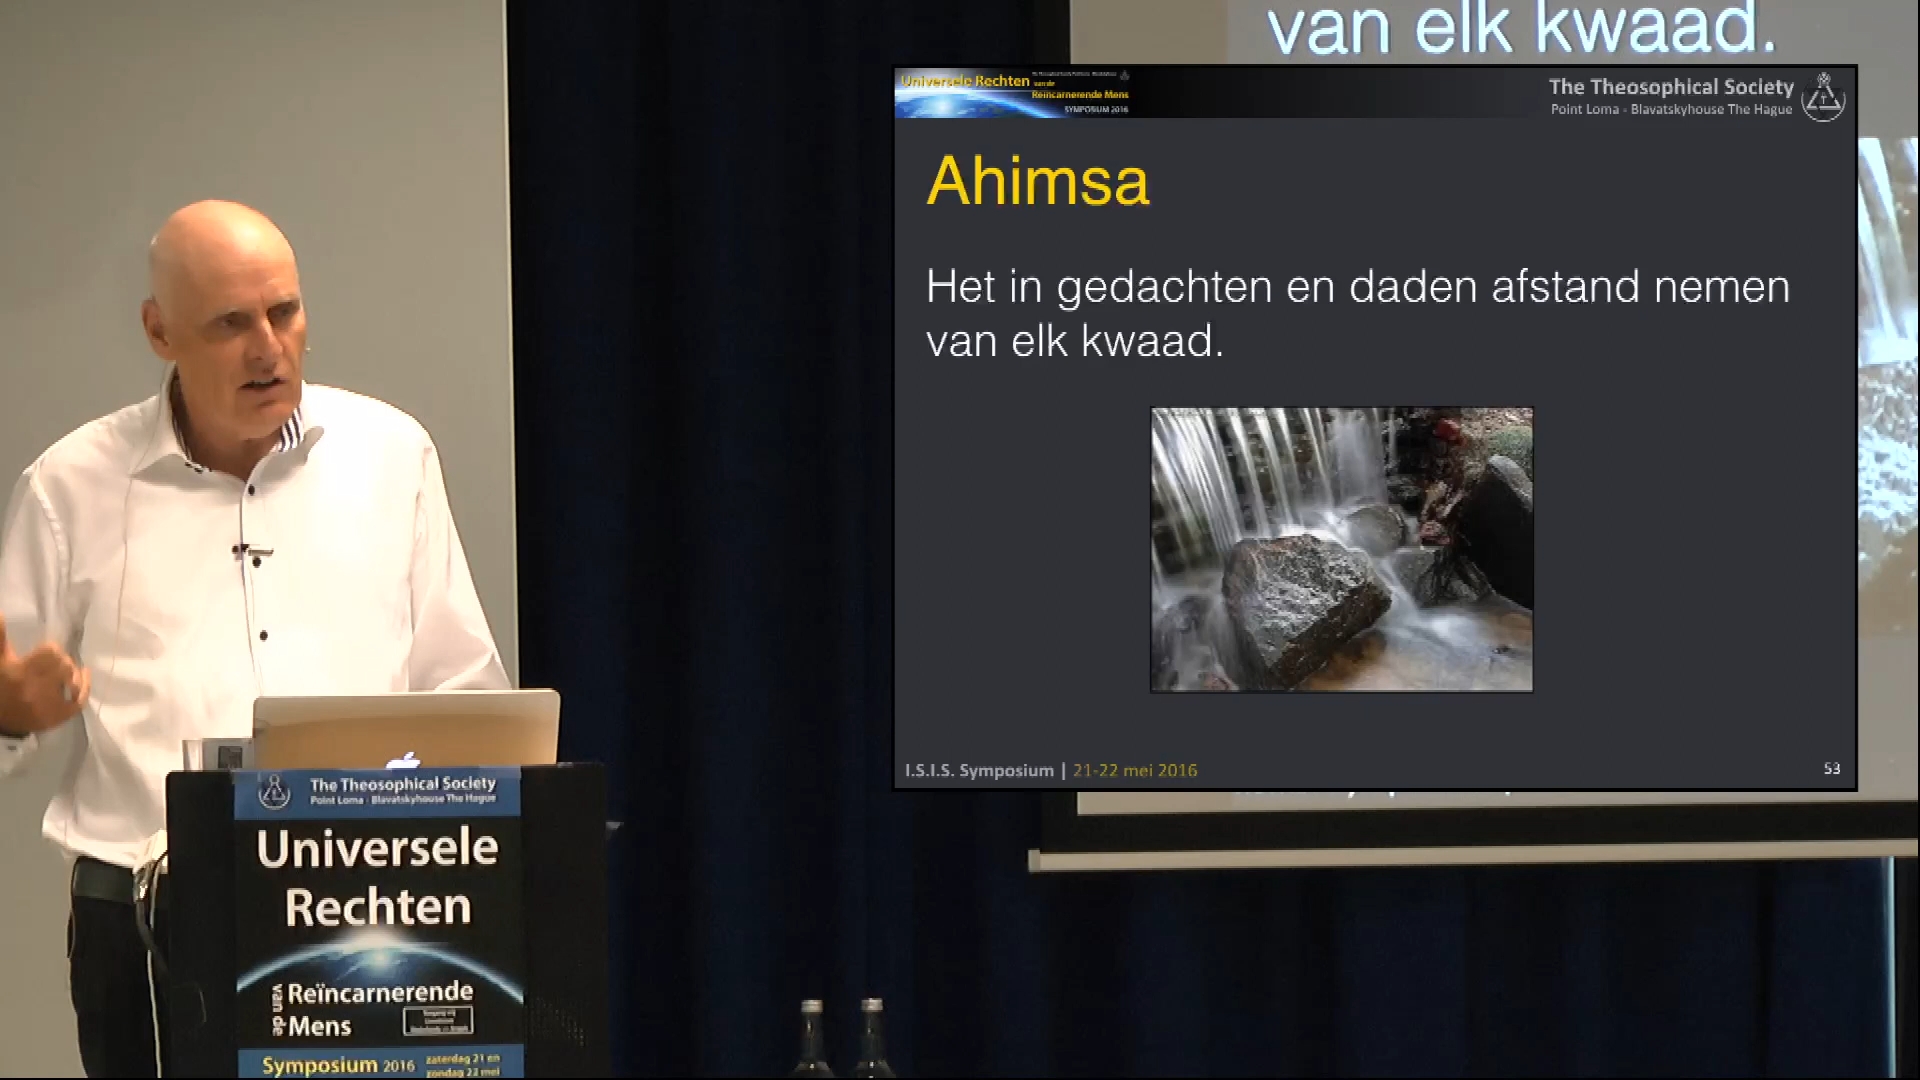 van elk kwaad.
Universele Rechten
van de
Reïncarnerende Mens
SYMPOSIUM 2016
The Theosophical Society
Point Loma - Blavatskyhouse The Hague
Ahimsa
Het in gedachten en daden afstand nemen
van elk kwaad.
I.S.I.S. Symposium | 21-22 mei 2016
53
The Theosophical Society
Point Loma - Blavatskyhouse The Hague
Universele
Rechten
van de
Reïncarnerende
Mens
Symposium 2016
zaterdag 21 en
zondag 22 mei